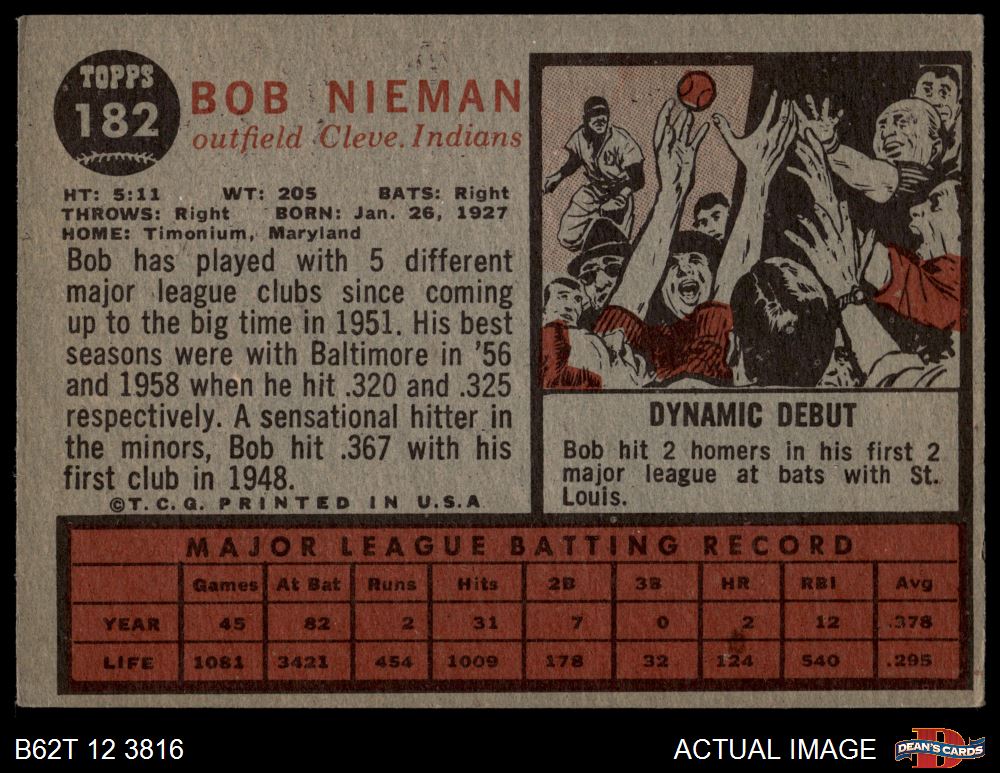 TOPPS
182
BOB NIEMAN
outfield Cleve. Indians
HT: 5:11 WT: 205 BATS: Right
THROWS: Right BORN: Jan. 26, 1927
HOME: Timonium, Maryland
Bob has played with 5 different
major league clubs since coming
up to the big time in 1951. His best
seasons were with Baltimore in '56
and 1958 when he hit .320 and .325
respectively. A sensational hitter in
the minors, Bob hit .367 with his
first club in 1948.
©T.C.G. PRINTED IN U.S.A
DYNAMIC DEBUT
Bob hit 2 homers in his first 2
major league at bats with St.
Louis.
MAJOR LEAGUE BATTING RECORD
Games At Bat Runs Hits 2B 3B HR RBI Avg
YEAR 45 82 2 31 7 0 2 12 .378
LIFE 1081 3421 454 1009 178 32 124 540 .295
B62T 12 3816
ACTUAL IMAGE
DEAN'S CARDS